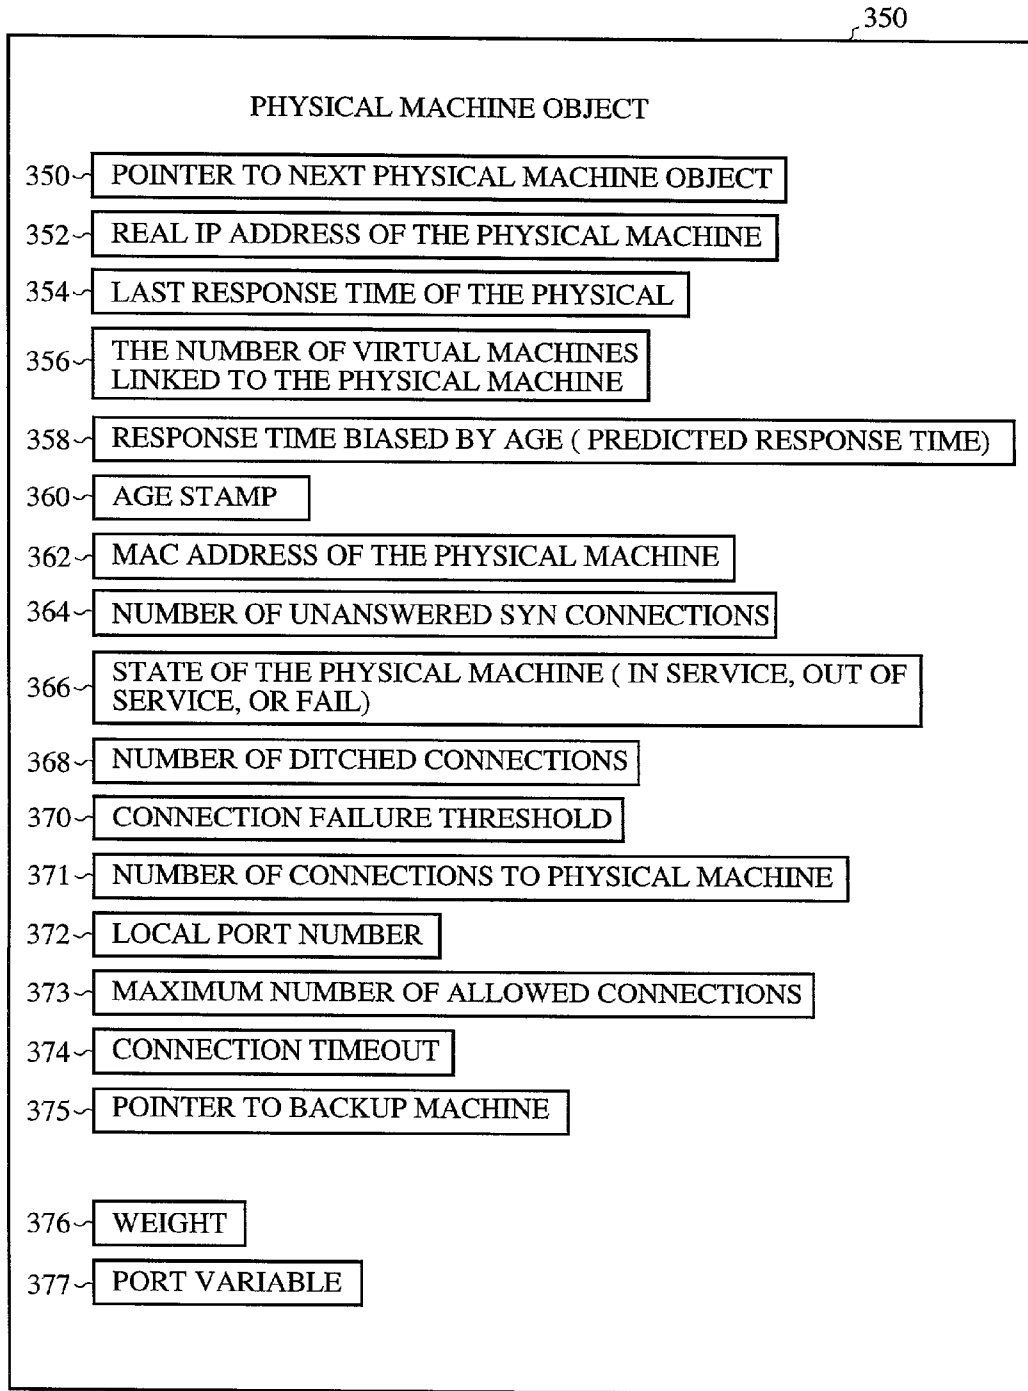 350
PHYSICAL MACHINE OBJECT
350 POINTER TO NEXT PHYSICAL MACHINE OBJECT
352 REAL IP ADDRESS OF THE PHYSICAL MACHINE
354 LAST RESPONSE TIME OF THE PHYSICAL
356 THE NUMBER OF VIRTUAL MACHINES
LINKED TO THE PHYSICAL MACHINE
358 RESPONSE TIME BIASED BY AGE ( PREDICTED RESPONSE TIME)
360 AGE STAMP
362 MAC ADDRESS OF THE PHYSICAL MACHINE
364 NUMBER OF UNANSWERED SYN CONNECTIONS
366 STATE OF THE PHYSICAL MACHINE ( IN SERVICE, OUT OF
SERVICE, OR FAIL)
368 NUMBER OF DITCHED CONNECTIONS
370 CONNECTION FAILURE THRESHOLD
371 NUMBER OF CONNECTIONS TO PHYSICAL MACHINE
372 LOCAL PORT NUMBER
373 MAXIMUM NUMBER OF ALLOWED CONNECTIONS
374 CONNECTION TIMEOUT
375 POINTER TO BACKUP MACHINE
376 WEIGHT
377 PORT VARIABLE